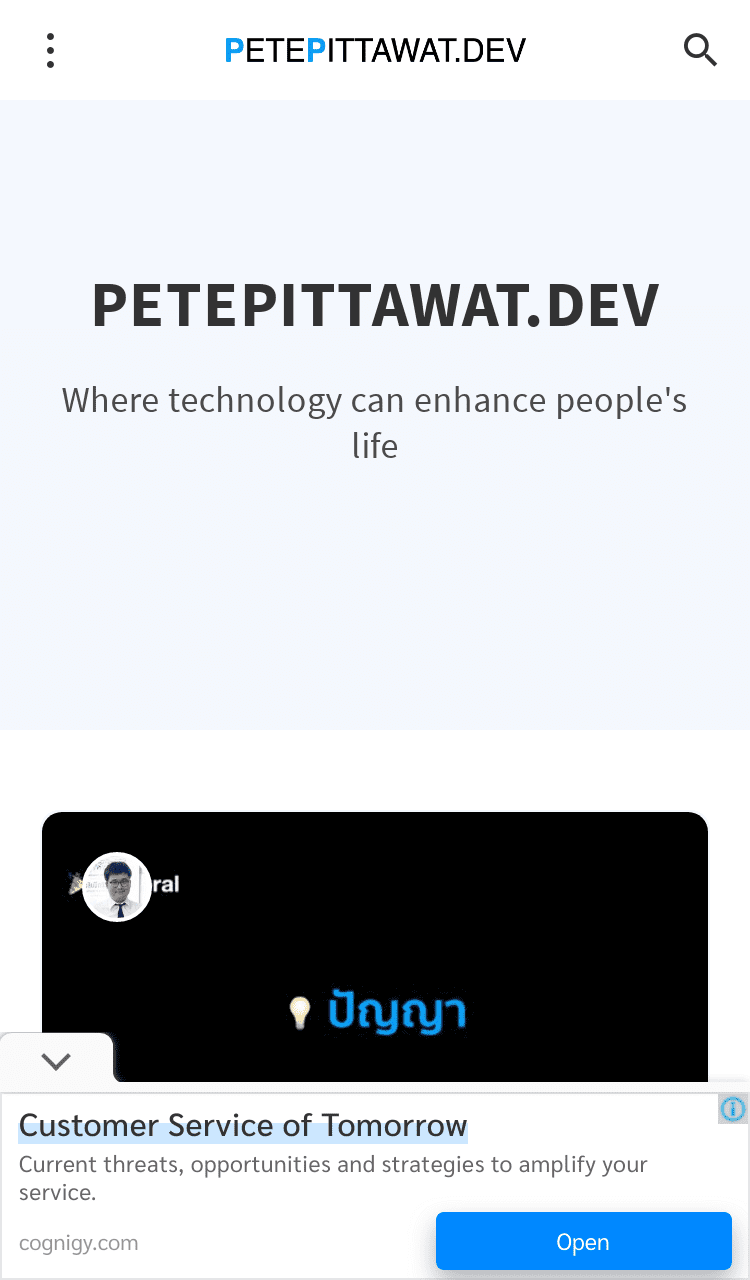 PETEPITTAWAT.DEV
PETEPITTAWAT.DEV
Where technology can enhance people's
life
ral
ปัญญา
Customer Service of Tomorrow
Current threats, opportunities and strategies to amplify your
service.
cognigy.com
Open